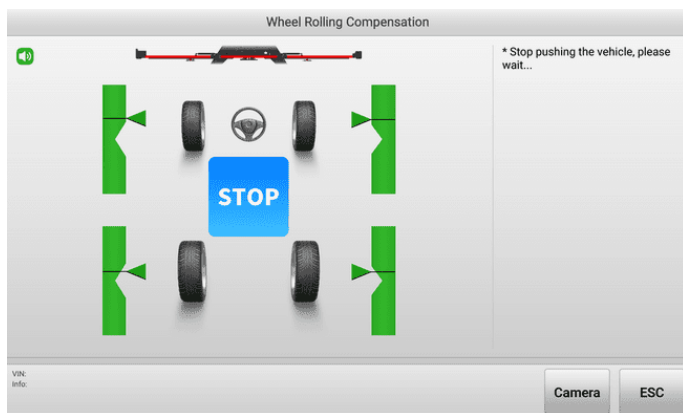 Wheel Rolling Compensation
* Stop pushing the vehicle, please
wait...
STOP
VIN:
Info:
Camera
ESC